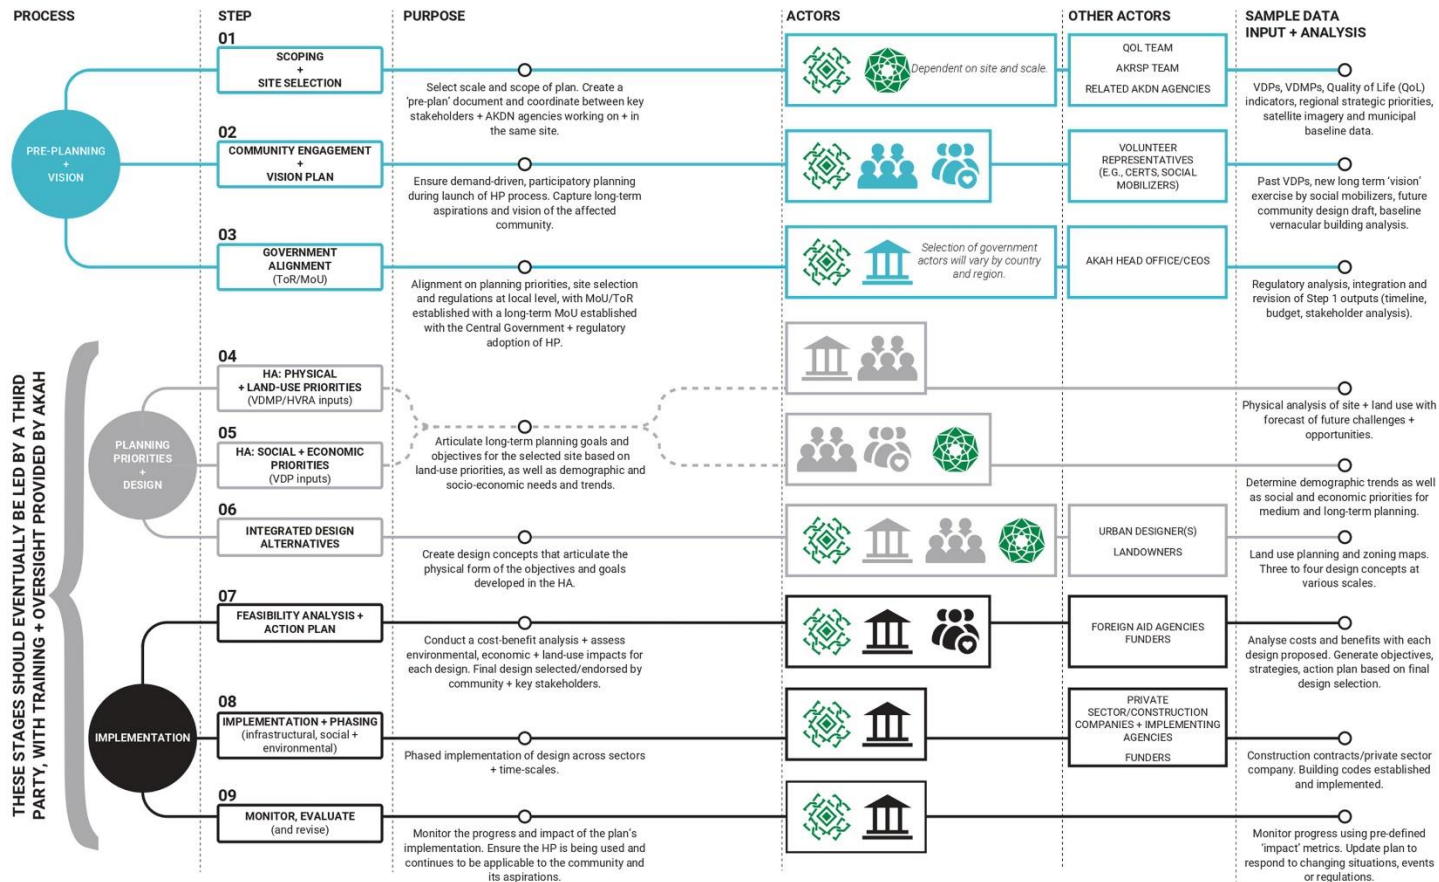 PROCESS
STEP
PURPOSE
ACTORS
OTHER ACTORS
SAMPLE DATA
INPUT + ANALYSIS
PRE-PLANNING
+
VISION
01
SCOPING
+
SITE SELECTION
Select scale and scope of plan. Create a
‘pre-plan’ document and coordinate between key
stakeholders + AKDN agencies working on + in
the same site.
Dependent on site and scale.
QOL TEAM
AKRSP TEAM
RELATED AKDN AGENCIES
VDPs, VDMPs, Quality of Life (QoL)
indicators, regional strategic priorities,
satellite imagery and municipal
baseline data.
02
COMMUNITY ENGAGEMENT
+
VISION PLAN
Ensure demand-driven, participatory planning
during launch of HP process. Capture long-term
aspirations and vision of the affected
community.
VOLUNTEER
REPRESENTATIVES
(E.G., CERTS, SOCIAL
MOBILIZERS)
Past VDPs, new long term ‘vision’
exercise by social mobilizers, future
community design draft, baseline
vernacular building analysis.
03
GOVERNMENT
ALIGNMENT
(ToR/MoU)
Alignment on planning priorities, site selection
and regulations at local level, with MoU/ToR
established with a long-term MoU established
with the Central Government + regulatory
adoption of HP.
Selection of government
actors will vary by country
and region.
AKAH HEAD OFFICE/CEOS
Regulatory analysis, integration and
revision of Step 1 outputs (timeline,
budget, stakeholder analysis).
THESE STAGES SHOULD EVENTUALLY BE LED BY A THIRD
PARTY, WITH TRAINING + OVERSIGHT PROVIDED BY AKAH
PLANNING
PRIORITIES
+
DESIGN
04
HA: PHYSICAL
+ LAND-USE PRIORITIES
(VDMP/HVRA inputs)
Physical analysis of site + land use with
forecast of future challenges +
opportunities.
05
HA: SOCIAL + ECONOMIC
PRIORITIES
(VDP inputs)
Articulate long-term planning goals and
objectives for the selected site based on
land-use priorities, as well as demographic and
socio-economic needs and trends.
Determine demographic trends as well
as social and economic priorities for
medium and long-term planning.
06
INTEGRATED DESIGN
ALTERNATIVES
Create design concepts that articulate the
physical form of the objectives and goals
developed in the HA.
URBAN DESIGNER(S)
LANDOWNERS
Land use planning and zoning maps.
Three to four design concepts at
various scales.
IMPLEMENTATION
07
FEASIBILITY ANALYSIS +
ACTION PLAN
Conduct a cost-benefit analysis + assess
environmental, economic + land-use impacts for
each design. Final design selected/endorsed by
community + key stakeholders.
FOREIGN AID AGENCIES
FUNDERS
Analyse costs and benefits with each
design proposed. Generate objectives,
strategies, action plan based on final
design selection.
08
IMPLEMENTATION + PHASING
(infrastructural, social +
environmental)
Phased implementation of design across sectors
+ time-scales.
PRIVATE
SECTOR/CONSTRUCTION
COMPANIES + IMPLEMENTING
AGENCIES
FUNDERS
Construction contracts/private sector
company. Building codes established
and implemented.
09
MONITOR, EVALUATE
(and revise)
Monitor the progress and impact of the plan’s
implementation. Ensure the HP is being used and
continues to be applicable to the community and
its aspirations.
Monitor progress using pre-defined
‘impact’ metrics. Update plan to
respond to changing situations, events
or regulations.